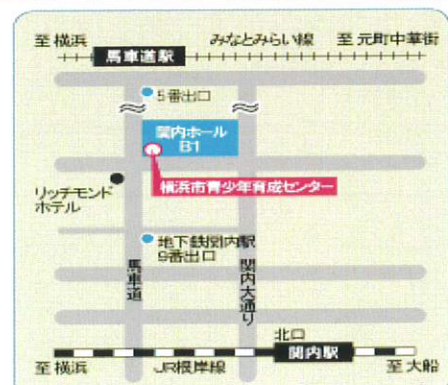 至 横浜
みなとみらい線
至 元町中華街
馬車道駅
5番出口
関内ホール
B1
横浜市青少年育成センター
リッチモンド
ホテル
地下鉄関内駅
9番出口
馬車道
関内大通り
北口
関内駅
至 横浜
JR根岸線
至 大船